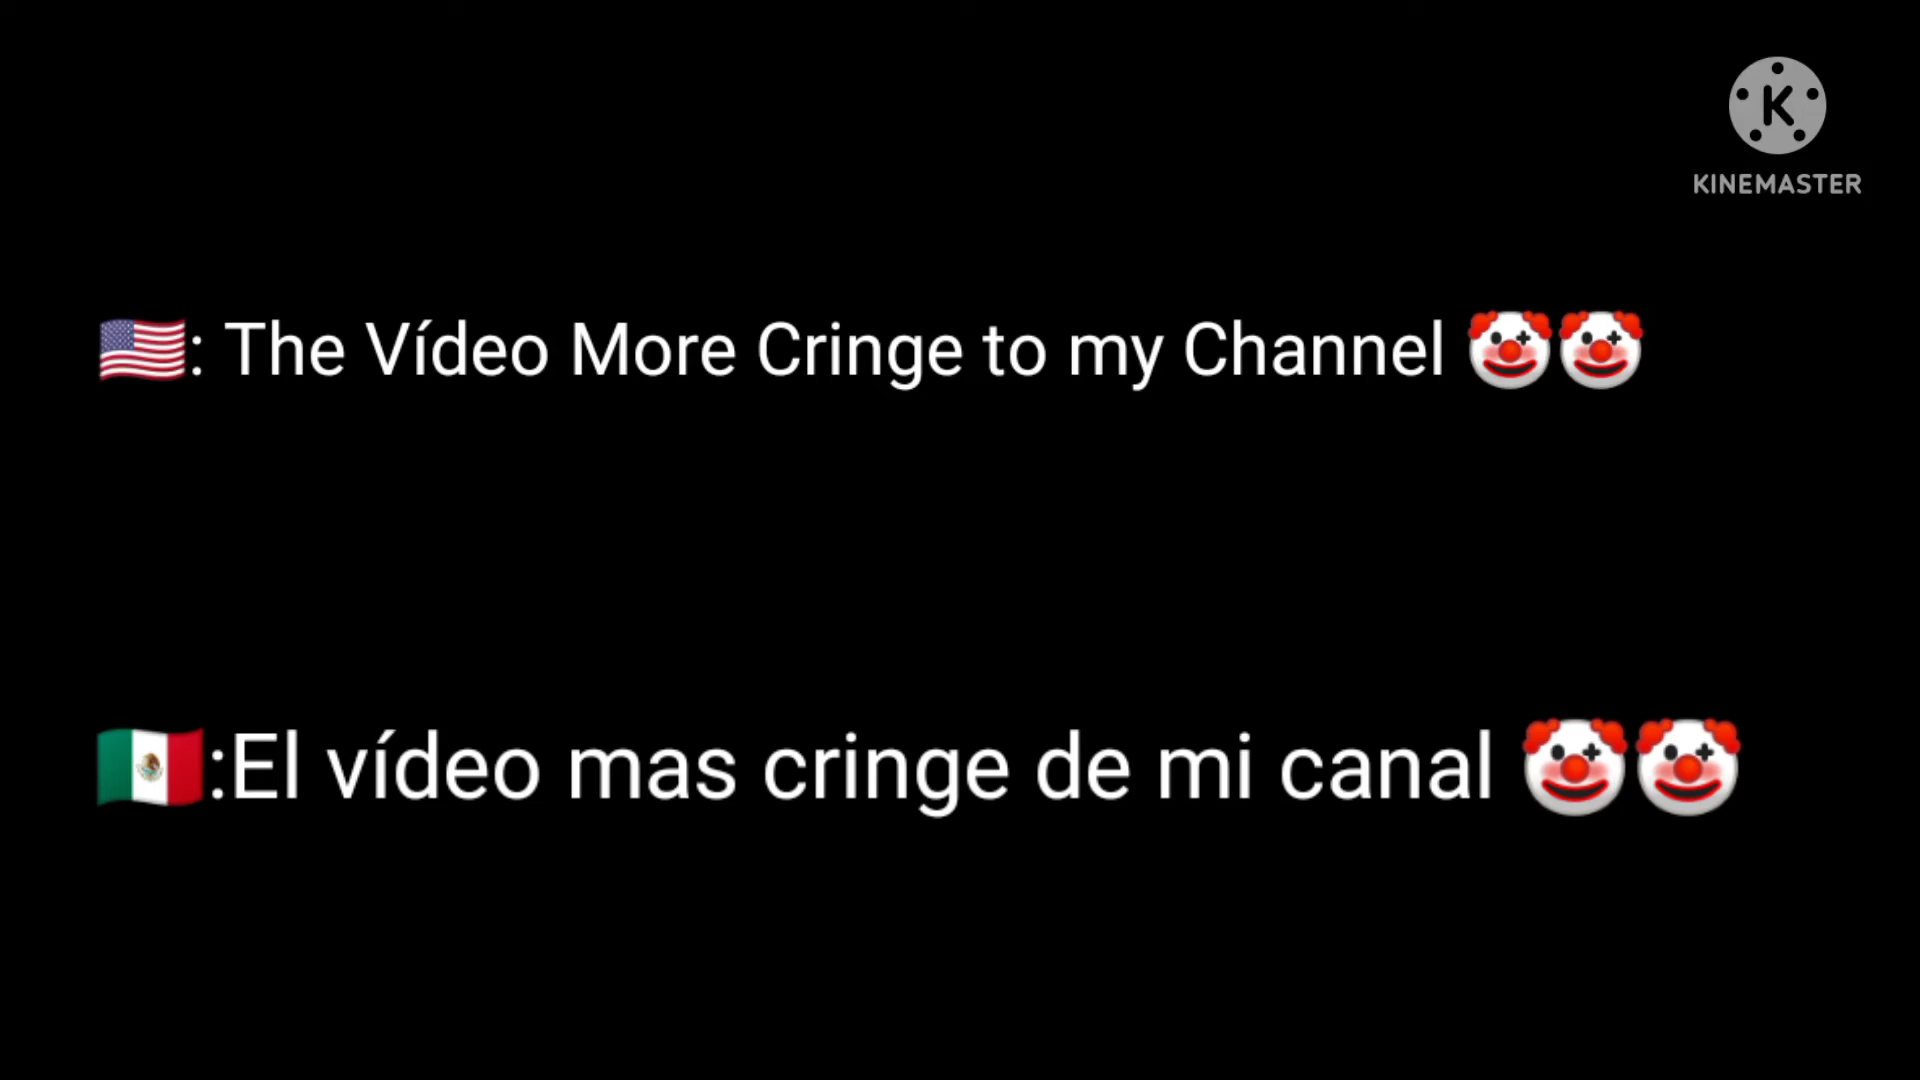 K
KINEMASTER
🇺🇸: The Vídeo More Cringe to my Channel 🤡🤡
🇲🇽:El vídeo mas cringe de mi canal 🤡🤡